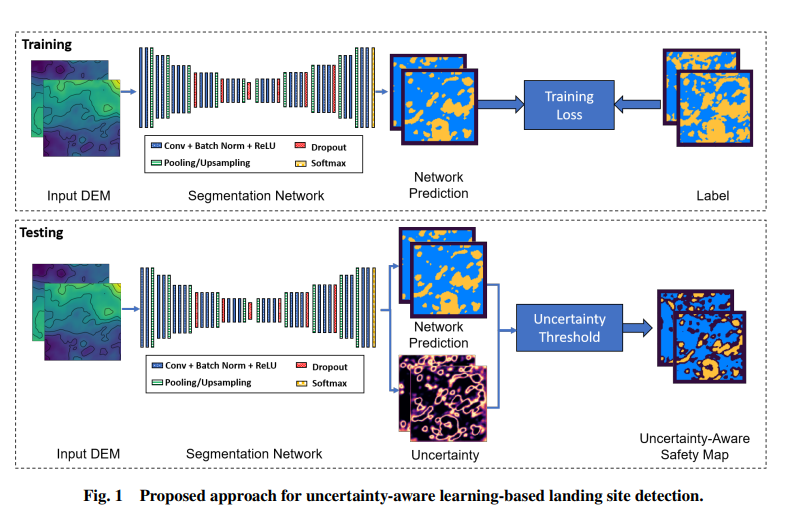 Training
Conv + Batch Norm + ReLU
Dropout
Pooling/Upsampling
Softmax
Input DEM
Segmentation Network
Network
Prediction
Training
Loss
Label
Testing
Conv + Batch Norm + ReLU
Dropout
Pooling/Upsampling
Softmax
Input DEM
Segmentation Network
Network
Prediction
Uncertainty
Uncertainty
Threshold
Uncertainty-Aware
Safety Map
Fig. 1 Proposed approach for uncertainty-aware learning-based landing site detection.